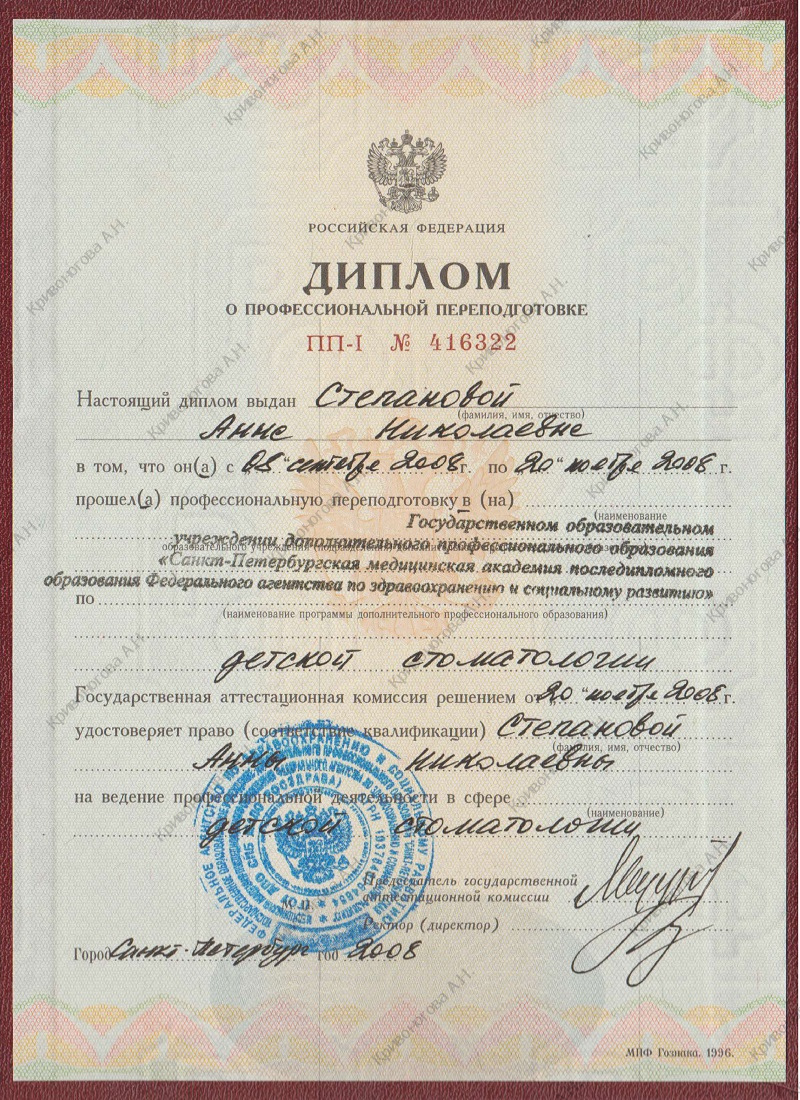 РОССИЙСКАЯ ФЕДЕРАЦИЯ
ДИПЛОМ
О ПРОФЕССИОНАЛЬНОЙ ПЕРЕПОДГОТОВКЕ
ПП-I № 416322
Настоящий диплом выдан Степановой
(фамилия, имя, отчество)
Анне Николаевне
в том, что он(а) с 08 "сентября 2008г. по 20 "ноября 2008 г.
прошел(а) профессиональную переподготовку в (на)
(наименование
Государственном образовательном
учреждении дополнительного профессионального образования
образовательного учреждения
«Санкт-Петербургская медицинская академия последипломного
образования Федерального агентства по здравоохранению и социальному развитию»
по
(наименование программы дополнительного профессионального образования)
детской стоматологии
Государственная аттестационная комиссия решением от 20 "ноября 2008 г.
удостоверяет право (соответствие квалификации) Степановой
(фамилия, имя, отчество)
Анны Николаевны
на ведение профессиональной деятельности в сфере
(наименование)
детской стоматологии
Председатель государственной
аттестационной комиссии
Ректор (директор)
Город Санкт-Петербург год 2008
МПФ Гознака. 1996.
Кривоногова А.Н.